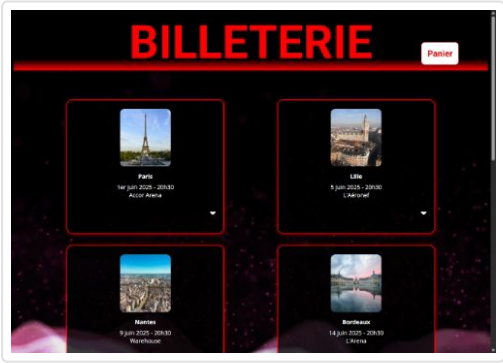 BILLETERIE
Panier
Paris
1er juin 2025 - 20h30
Accor Arena
Lille
5 juin 2025 - 20h30
L'Aéronef
Nantes
9 juin 2025 - 20h30
Warehouse
Bordeaux
14 juin 2025 - 20h30
L'Arena